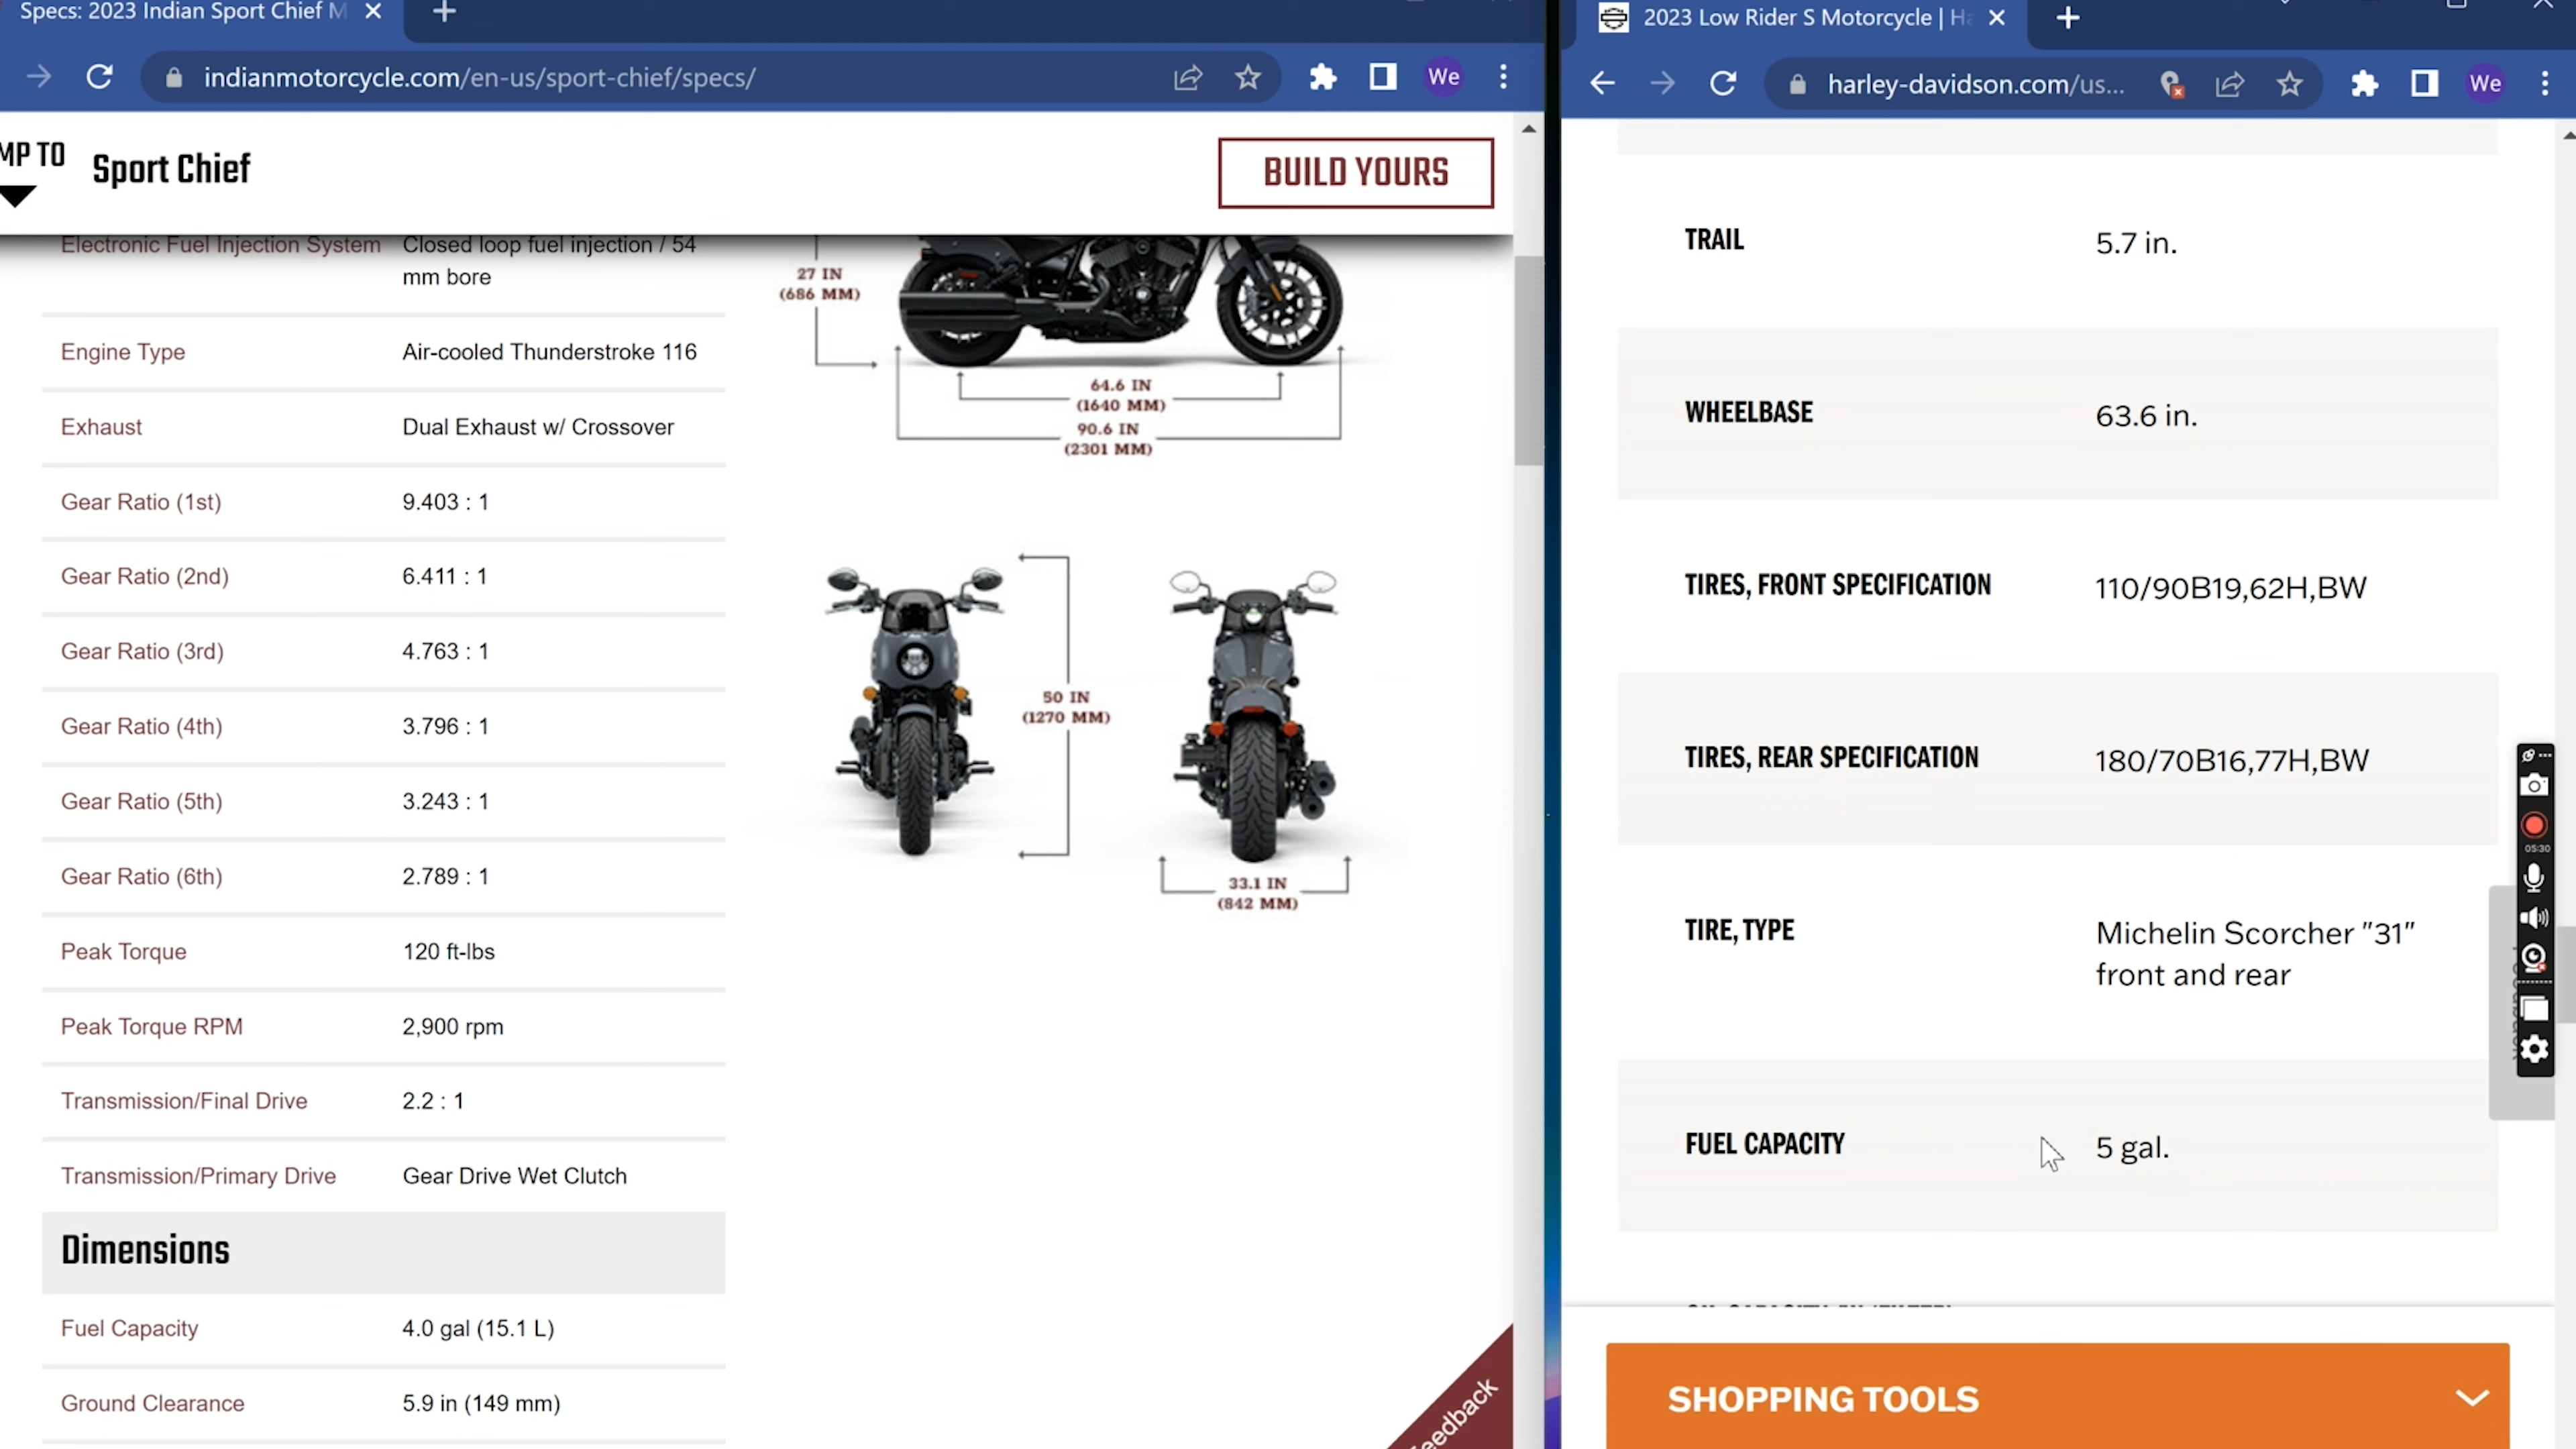 Specs: 2023 Indian Sport Chief M
indianmotorcycle.com/en-us/sport-chief/specs/
We
MP TO
Sport Chief
BUILD YOURS
Electronic Fuel Injection System Closed loop fuel injection / 54
mm bore
Engine Type Air-cooled Thunderstroke 116
Exhaust Dual Exhaust w/ Crossover
Gear Ratio (1st) 9.403 : 1
Gear Ratio (2nd) 6.411 : 1
Gear Ratio (3rd) 4.763 : 1
Gear Ratio (4th) 3.796 : 1
Gear Ratio (5th) 3.243 : 1
Gear Ratio (6th) 2.789 : 1
Peak Torque 120 ft-lbs
Peak Torque RPM 2,900 rpm
Transmission/Final Drive 2.2 : 1
Transmission/Primary Drive Gear Drive Wet Clutch
Dimensions
Fuel Capacity 4.0 gal (15.1 L)
Ground Clearance 5.9 in (149 mm)
27 IN
(686 MM)
64.6 IN
(1640 MM)
90.6 IN
(2301 MM)
50 IN
(1270 MM)
33.1 IN
(842 MM)
eedback
2023 Low Rider S Motorcycle | Ha
harley-davidson.com/us...
We
TRAIL 5.7 in.
WHEELBASE 63.6 in.
TIRES, FRONT SPECIFICATION 110/90B19,62H,BW
TIRES, REAR SPECIFICATION 180/70B16,77H,BW
TIRE, TYPE Michelin Scorcher "31"
front and rear
FUEL CAPACITY 5 gal.
SHOPPING TOOLS
05:30